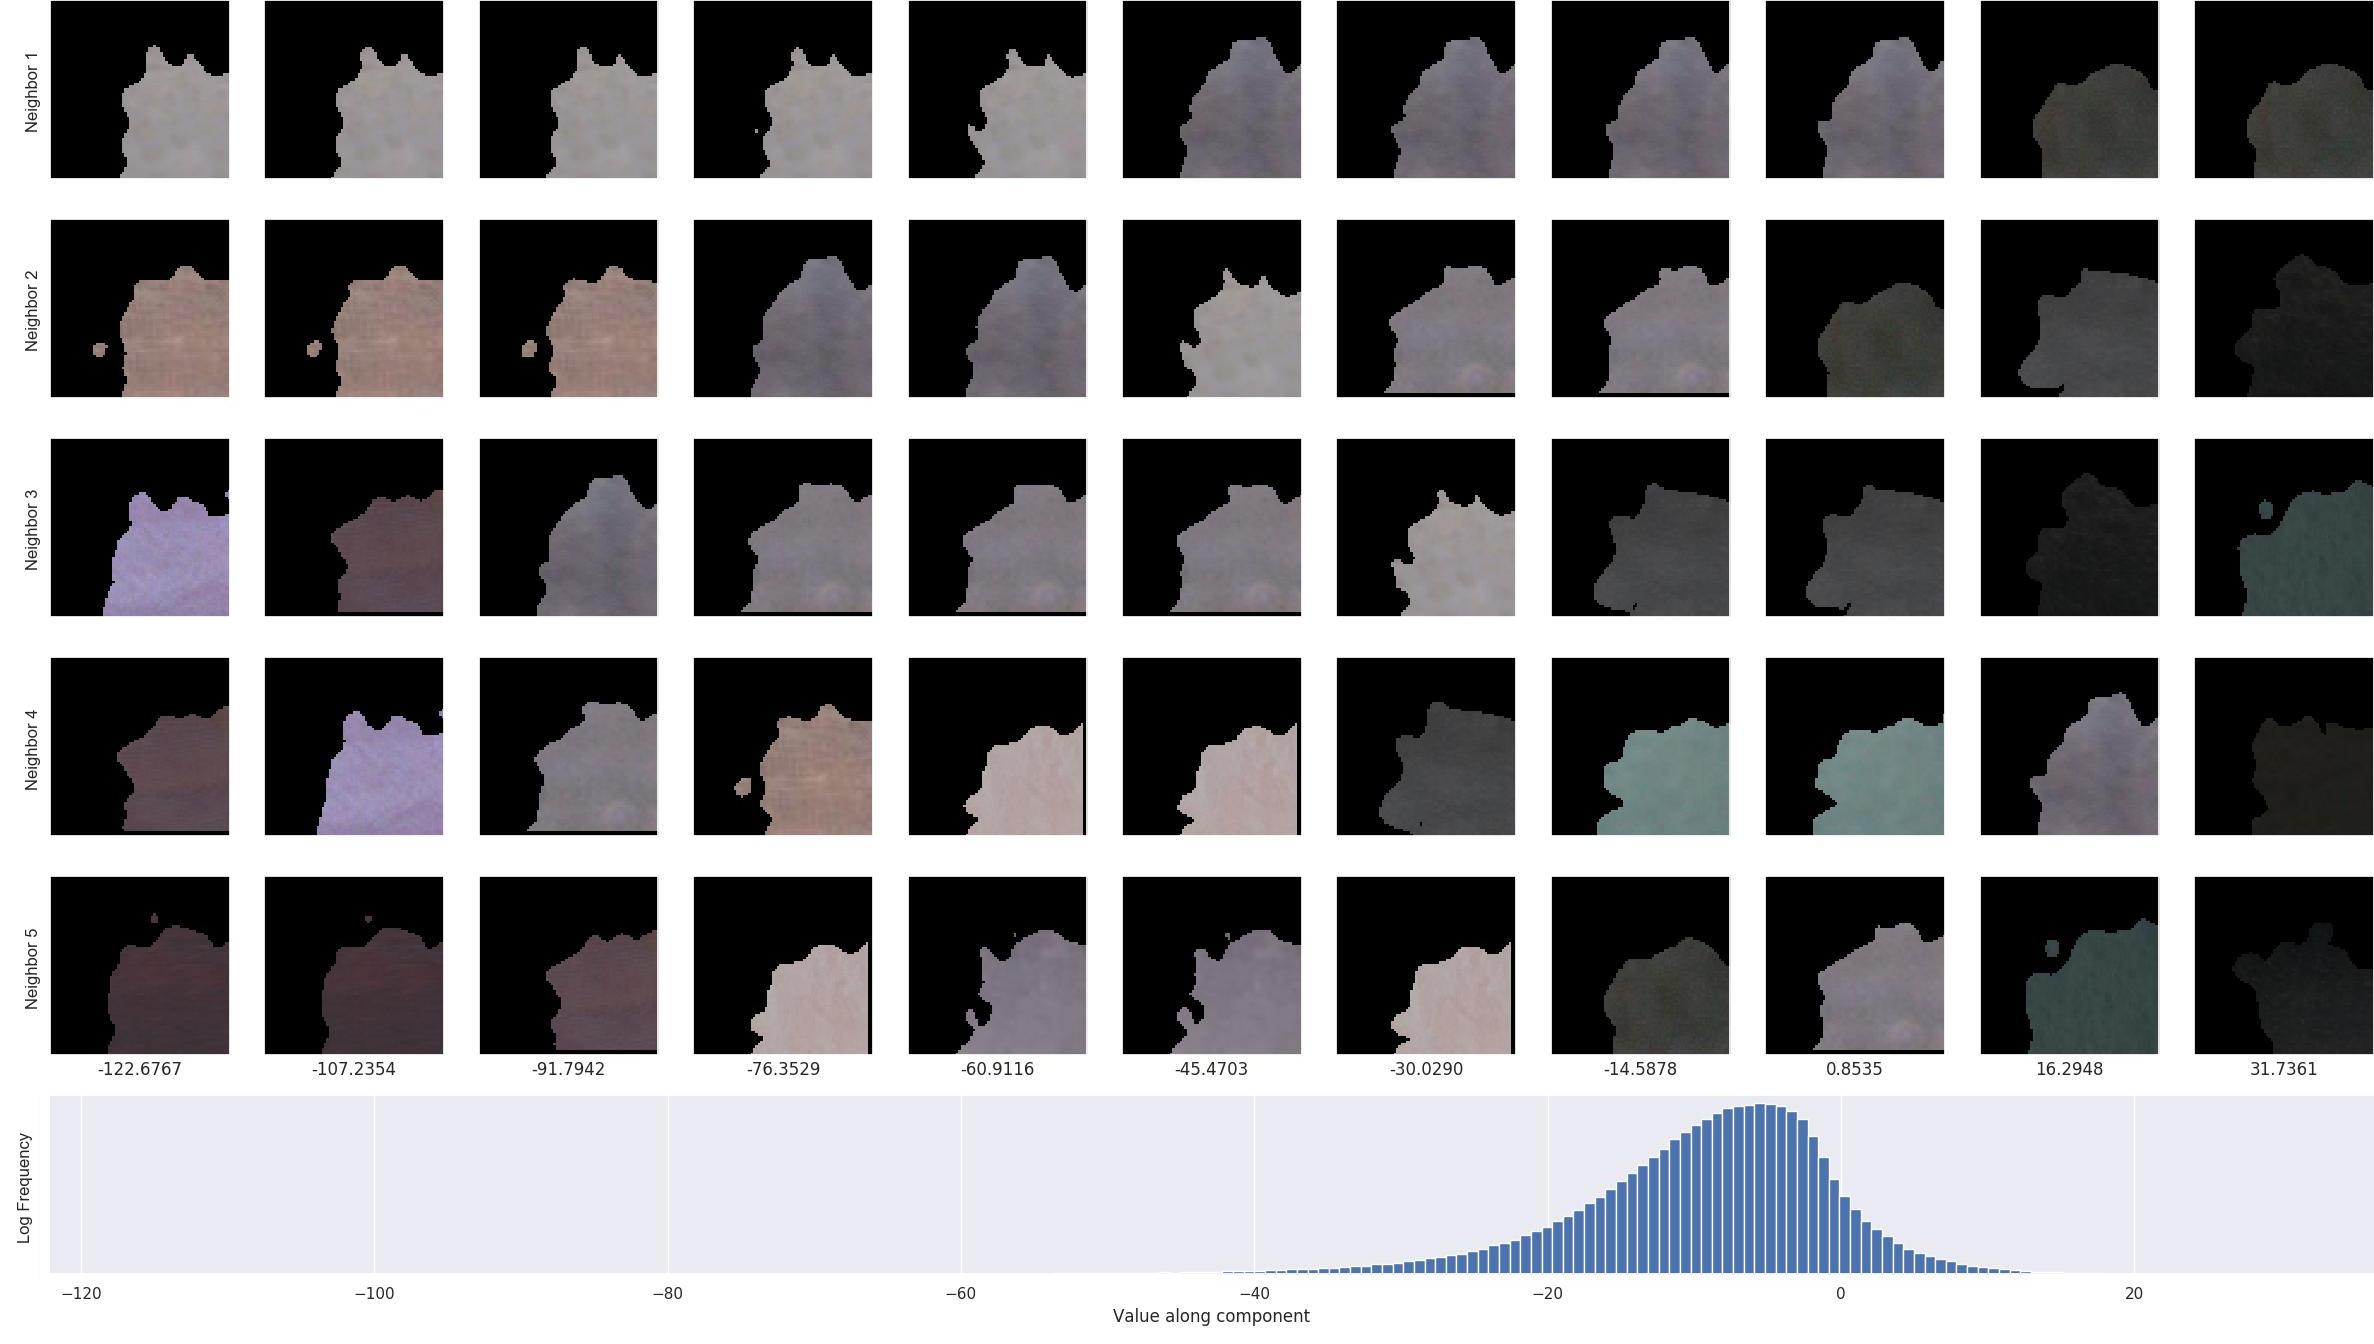 Neighbor 1
Neighbor 2
Neighbor 3
Neighbor 4
Neighbor 5
-122.6767 -107.2354 -91.7942 -76.3529 -60.9116 -45.4703 -30.0290 -14.5878 0.8535 16.2948 31.7361
Log Frequency
−120 −100 −80 −60 −40 −20 0 20
Value along component